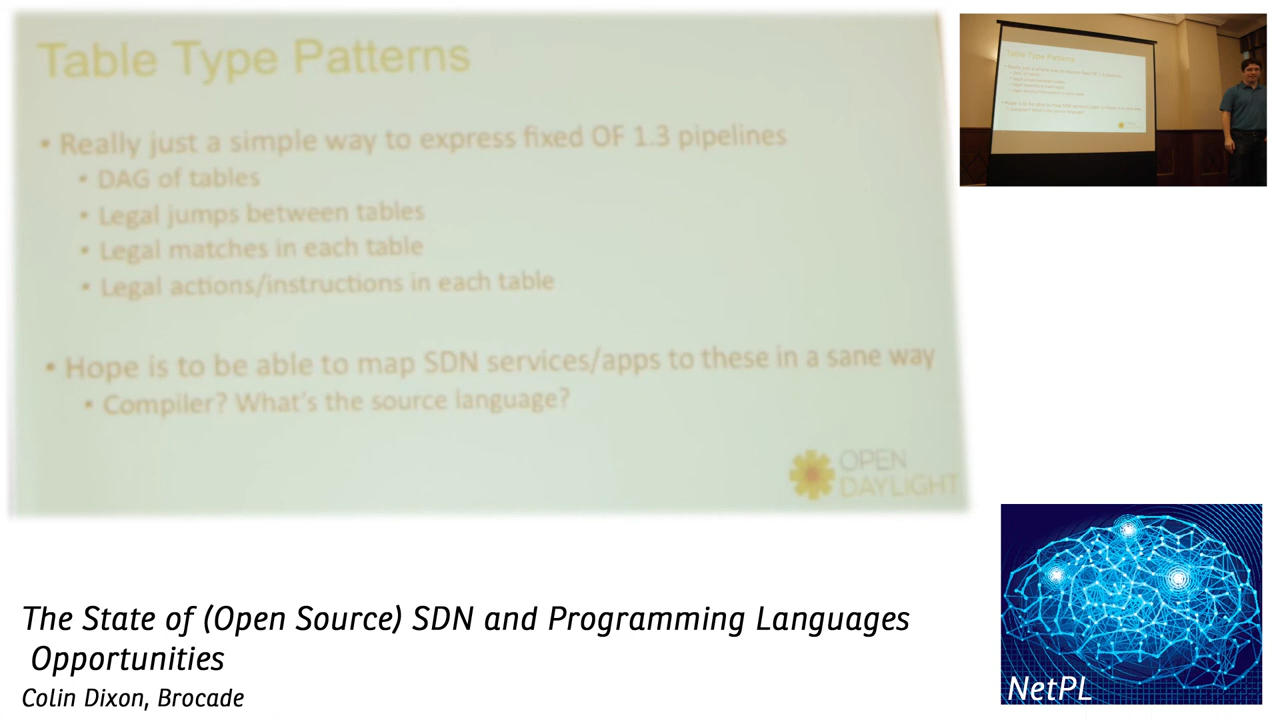 Table Type Patterns
• Really just a simple way to express fixed OF 1.3 pipelines
• DAG of tables
• Legal jumps between tables
• Legal matches in each table
• Legal actions/instructions in each table
• Hope is to be able to map SDN services/apps to these in a sane way
• Compiler? What's the source language?
OPEN
DAYLIGHT
The State of (Open Source) SDN and Programming Languages
Opportunities
Colin Dixon, Brocade
NetPL